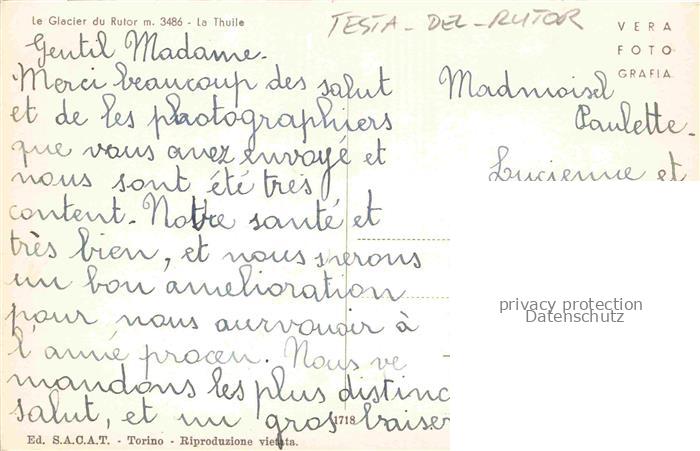 Le Glacier du Rutor m. 3486 - La Thuile
TESTA - DEL - RUTOR
VERA
FOTO
GRAFIA
Gentil Madame.
Merci beaucoup des salut
et de les photographiers
que vous avez envoyé et
nous sont été très
content. Notre santé et
très bien, et nous sperons
un bon amelioration
pour nous aurvouoir à
l'anné procen. Nous ve
mandons les plus distinc
salut, et un gros baiser
Madmoisel
Paulette.
Lucienne et
privacy protection
Datenschutz
1718
Ed. S.A.C.A.T. - Torino - Riproduzione vietata.